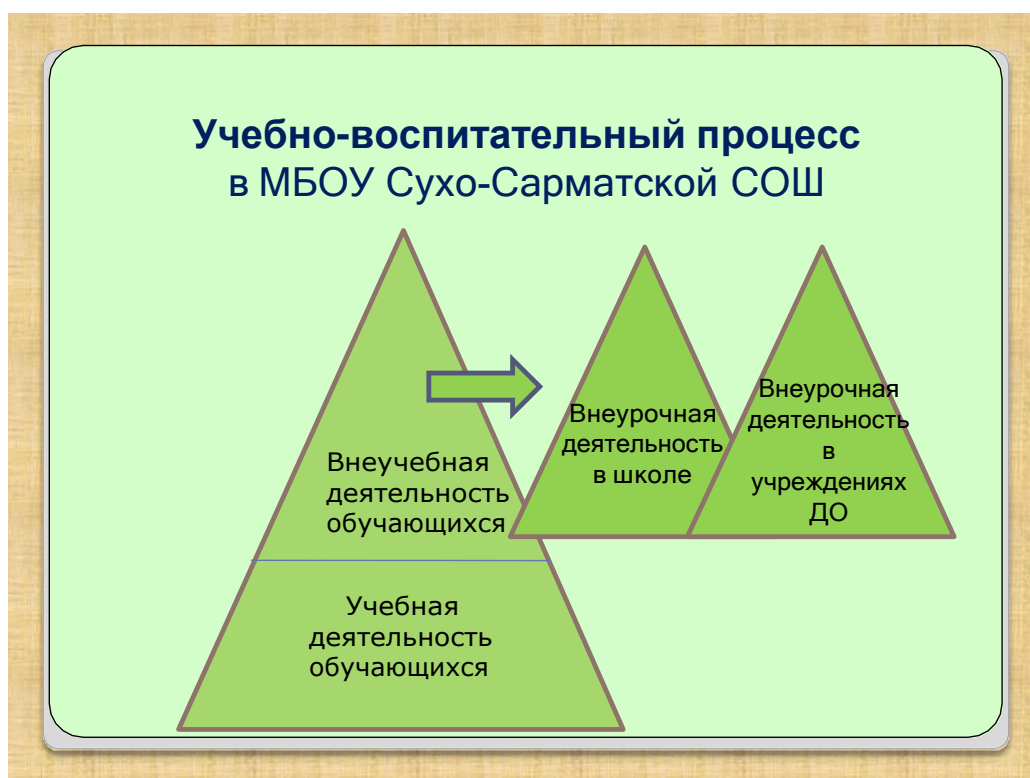 Учебно-воспитательный процесс
в МБОУ Сухо-Сарматской СОШ
Внеучебная
деятельность
обучающихся
Учебная
деятельность
обучающихся
Внеурочная
деятельность
в школе
Внеурочная
деятельность
в
учреждениях
ДО